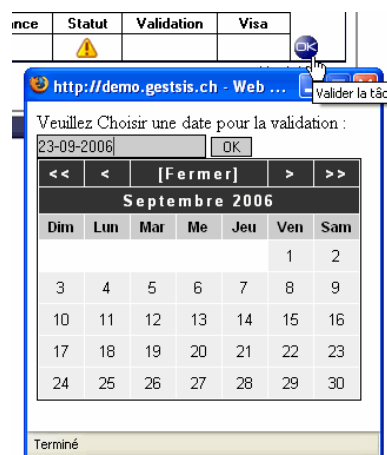 nce Statut Validation Visa
OK
http://demo.gestsis.ch - Web ...
Valider la tâc
Veuillez Choisir une date pour la validation :
23-09-2006 OK
<< < [Fermer] > >>
Septembre 2006
Dim Lun Mar Me Jeu Ven Sam
1 2
3 4 5 6 7 8 9
10 11 12 13 14 15 16
17 18 19 20 21 22 23
24 25 26 27 28 29 30
Terminé